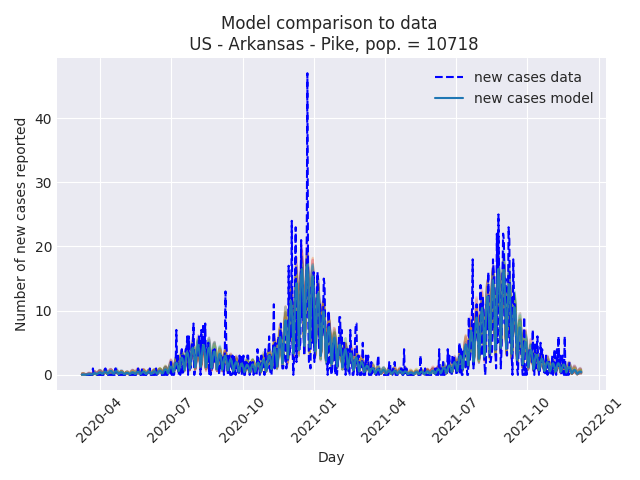 Model comparison to data
US - Arkansas - Pike, pop. = 10718
new cases data
new cases model
Number of new cases reported
40
30
20
10
0
2020-04
2020-07
2020-10
2021-01
2021-04
2021-07
2021-10
2022-01
Day